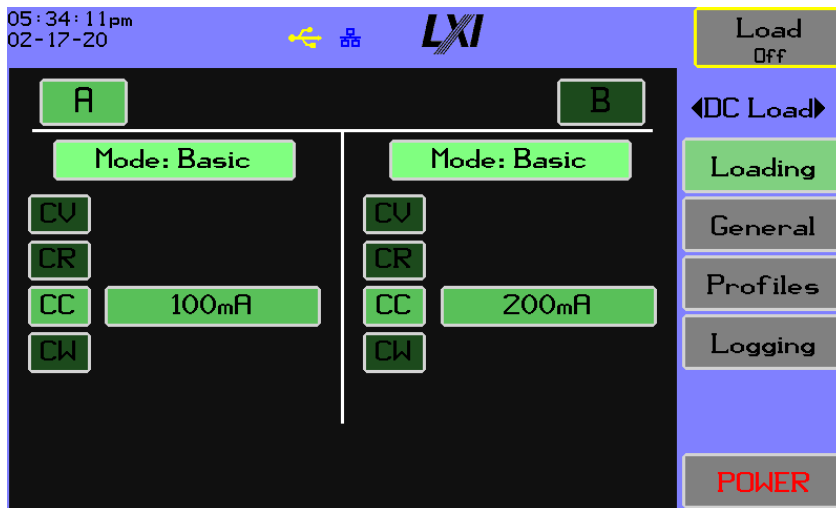 05:34:11pm
02-17-20
LXI
Load
Off
A
B
◀DC Load▶
Mode: Basic
Mode: Basic
Loading
CV
CV
General
CR
CR
Profiles
CC 100mA
CC 200mA
Logging
CW
CW
POWER